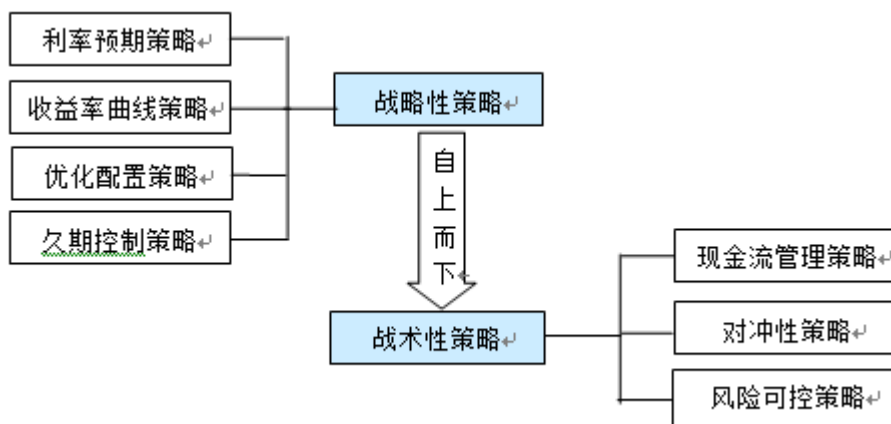 利率预期策略
收益率曲线策略
优化配置策略
久期控制策略
战略性策略
自上而下
战术性策略
现金流管理策略
对冲性策略
风险可控策略